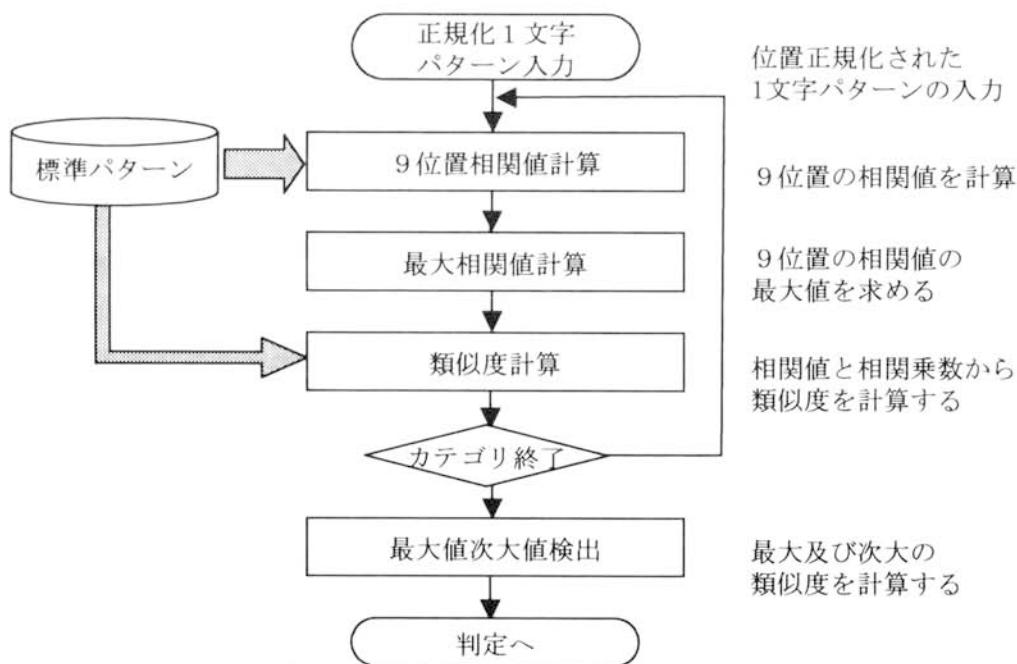 正規化１文字
パターン入力
位置正規化された
1文字パターンの入力
標準パターン
９位置相関値計算
９位置の相関値を計算
最大相関値計算
９位置の相関値の
最大値を求める
類似度計算
相関値と相関乗数から
類似度を計算する
カテゴリ終了
最大値次大値検出
最大及び次大の
類似度を計算する
判定へ